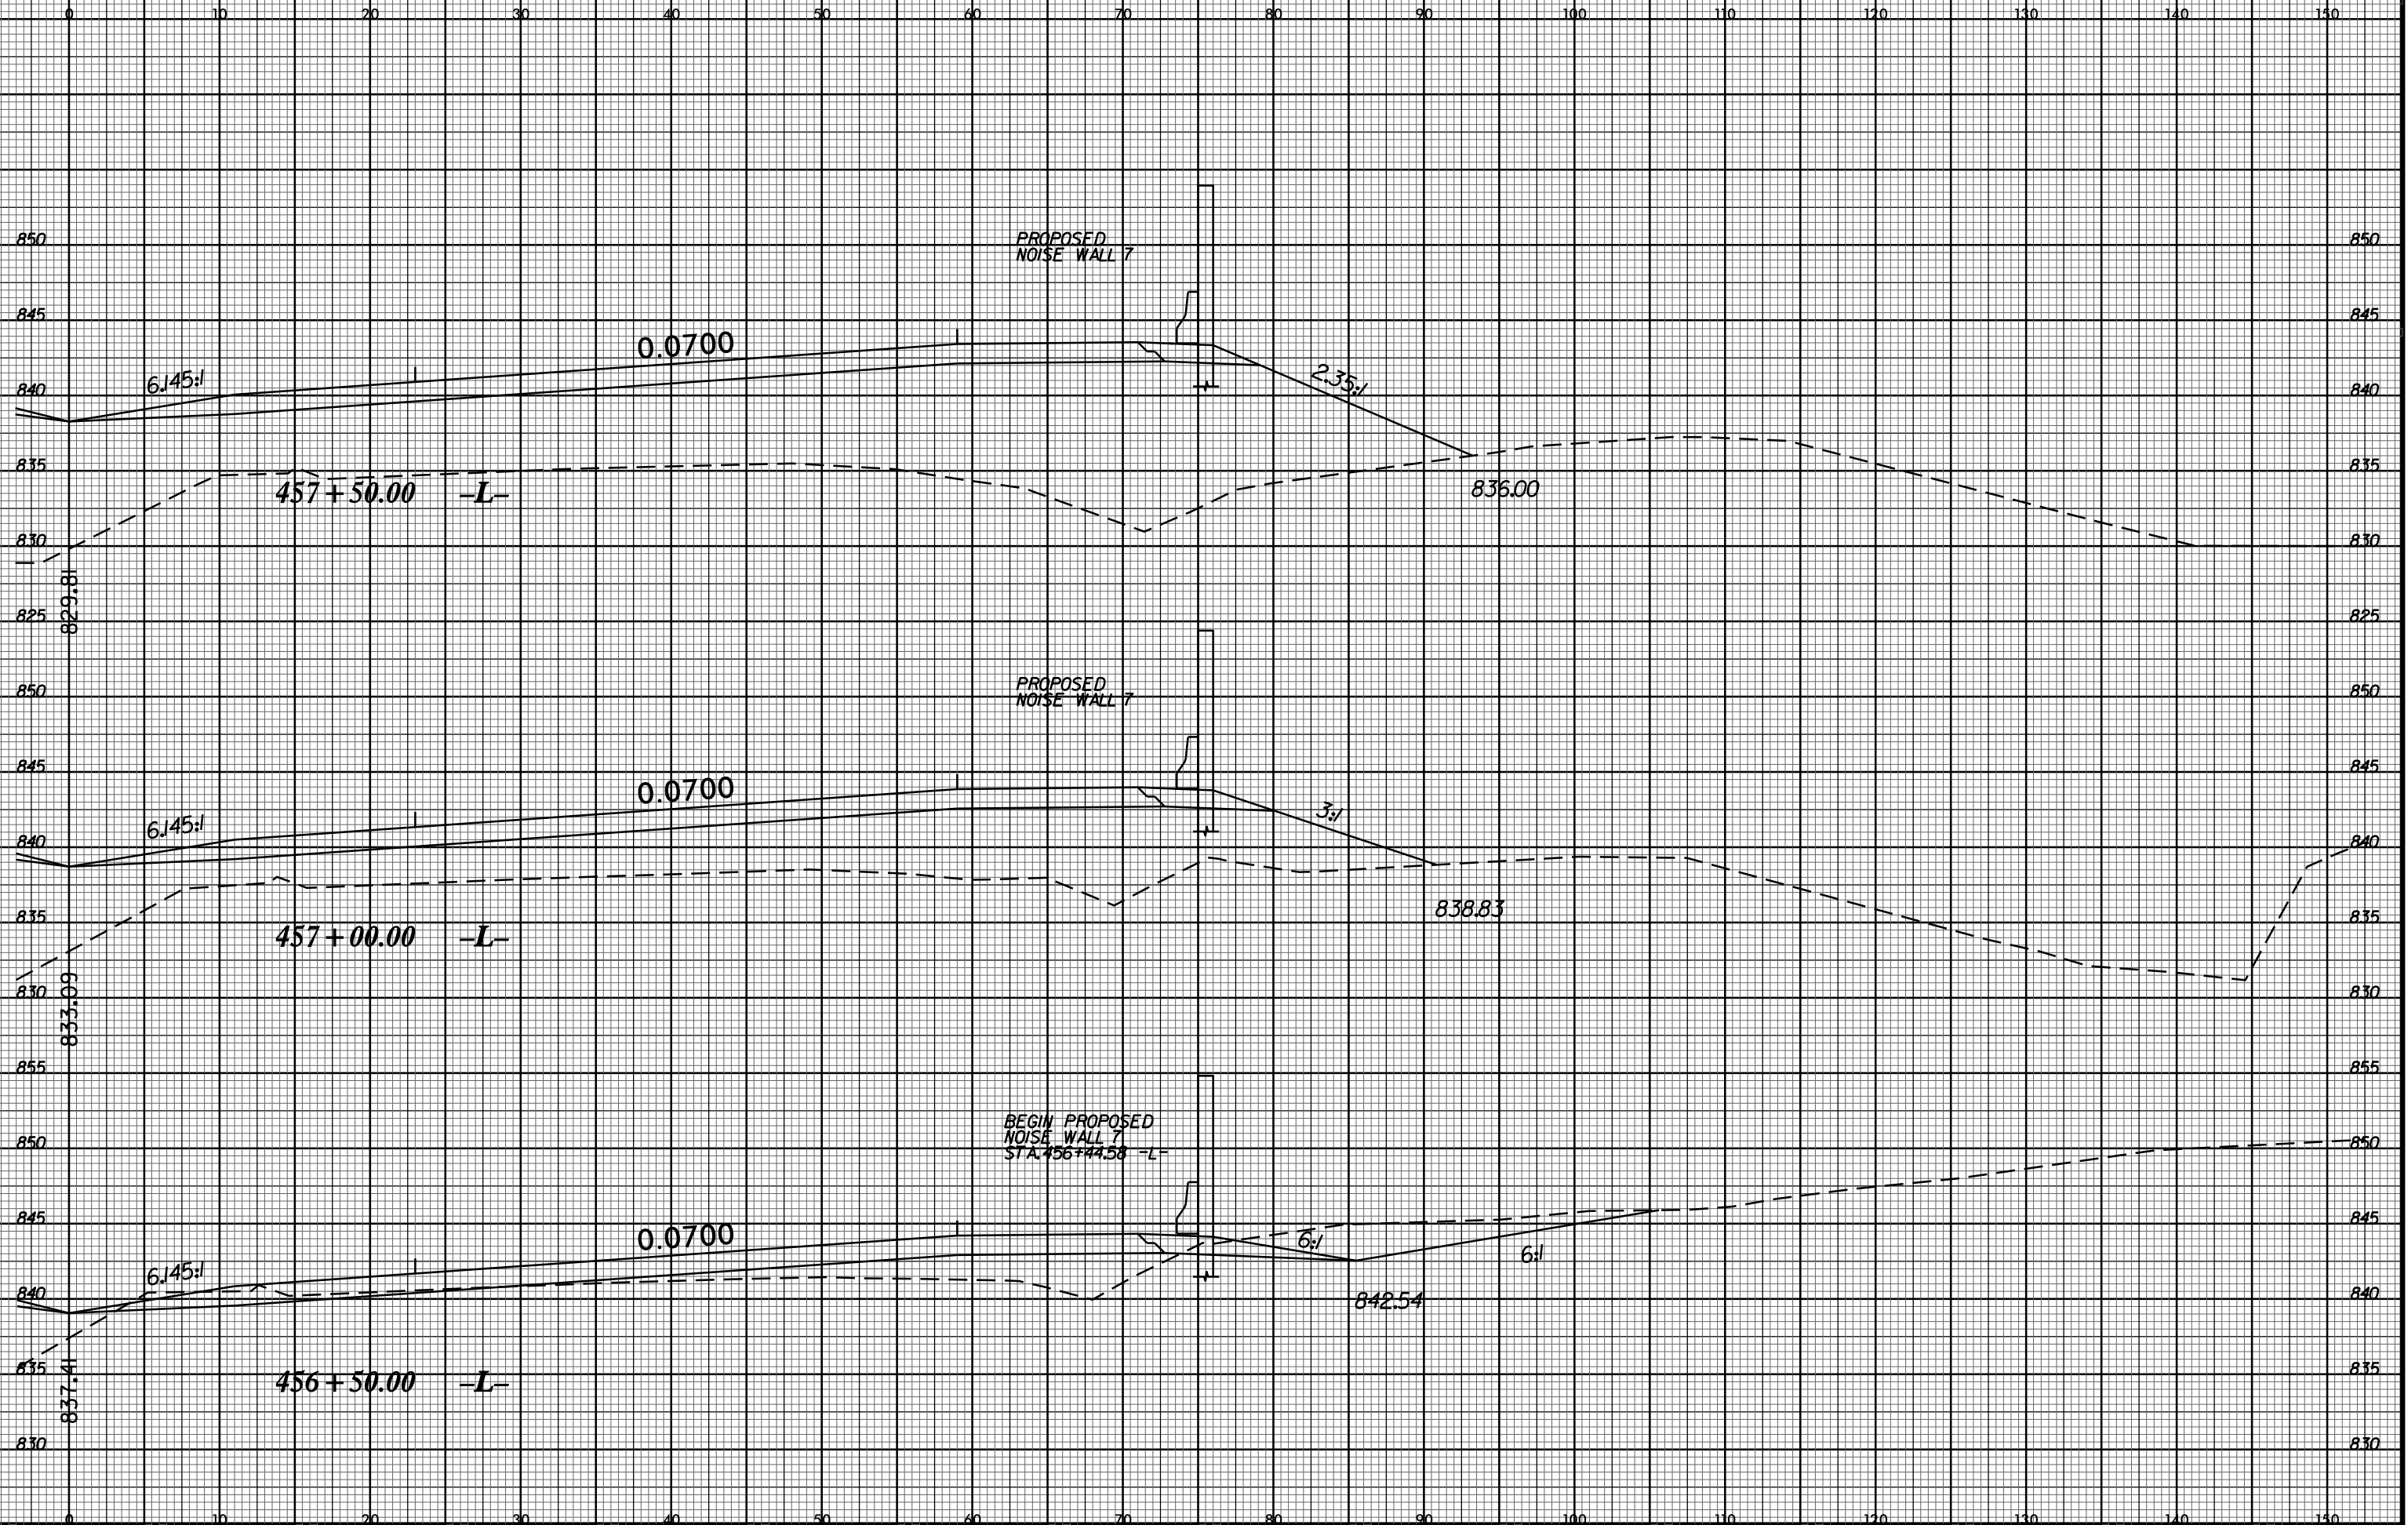 0 10 20 30 40 50 60 70 80 90 100 110 120 130 140 150
PROPOSED
NOISE WALL 7
850 850
845 845
0.0700
6.145:1
2.35:1
840 840
835 835
457+50.00 -L-
836.00
830 830
829.81
825 825
PROPOSED
NOISE WALL 7
850 850
845 845
0.0700
6.145:1
3:1
840 840
838.83
835 835
457+00.00 -L-
830 830
833.09
855 855
BEGIN PROPOSED
NOISE WALL 7
STA.456+44.58 -L-
850 850
845 845
0.0700
6:1
6:1
6.145:1
840 840
842.54
835 835
837.41
456+50.00 -L-
830 830
0 10 20 30 40 50 60 70 80 90 100 110 120 130 140 150